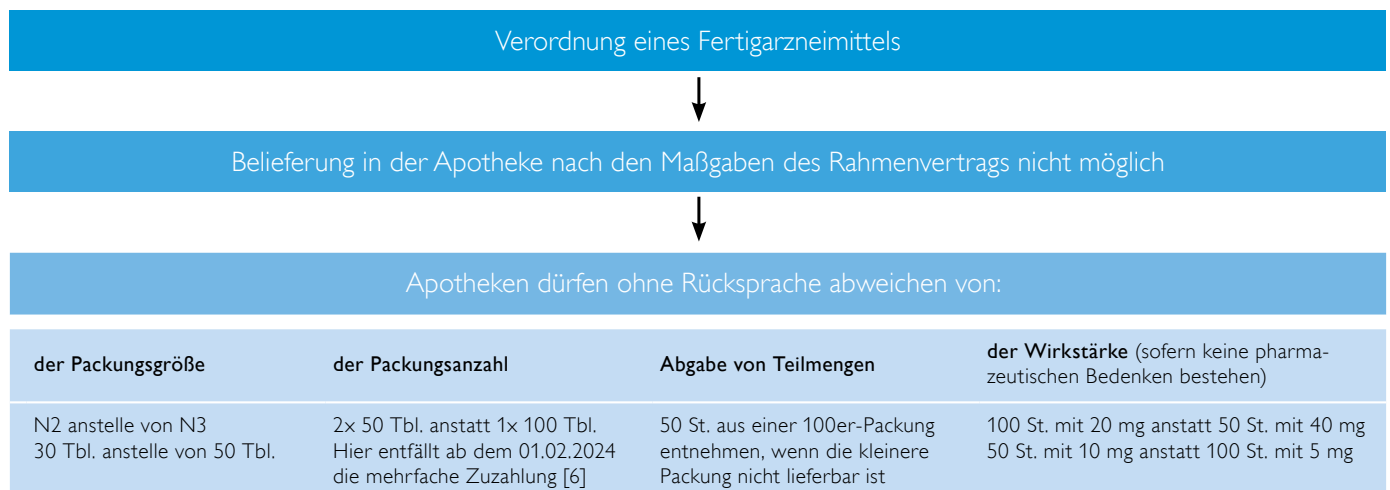 Verordnung eines Fertigarzneimittels
Belieferung in der Apotheke nach den Maßgaben des Rahmenvertrags nicht möglich
Apotheken dürfen ohne Rücksprache abweichen von:
der Packungsgröße
der Packungsanzahl
Abgabe von Teilmengen
der Wirkstärke (sofern keine pharma-
zeutischen Bedenken bestehen)
N2 anstelle von N3
30 Tbl. anstelle von 50 Tbl.
2x 50 Tbl. anstatt 1x 100 Tbl.
Hier entfällt ab dem 01.02.2024
die mehrfache Zuzahlung [6]
50 St. aus einer 100er-Packung
entnehmen, wenn die kleinere
Packung nicht lieferbar ist
100 St. mit 20 mg anstatt 50 St. mit 40 mg
50 St. mit 10 mg anstatt 100 St. mit 5 mg